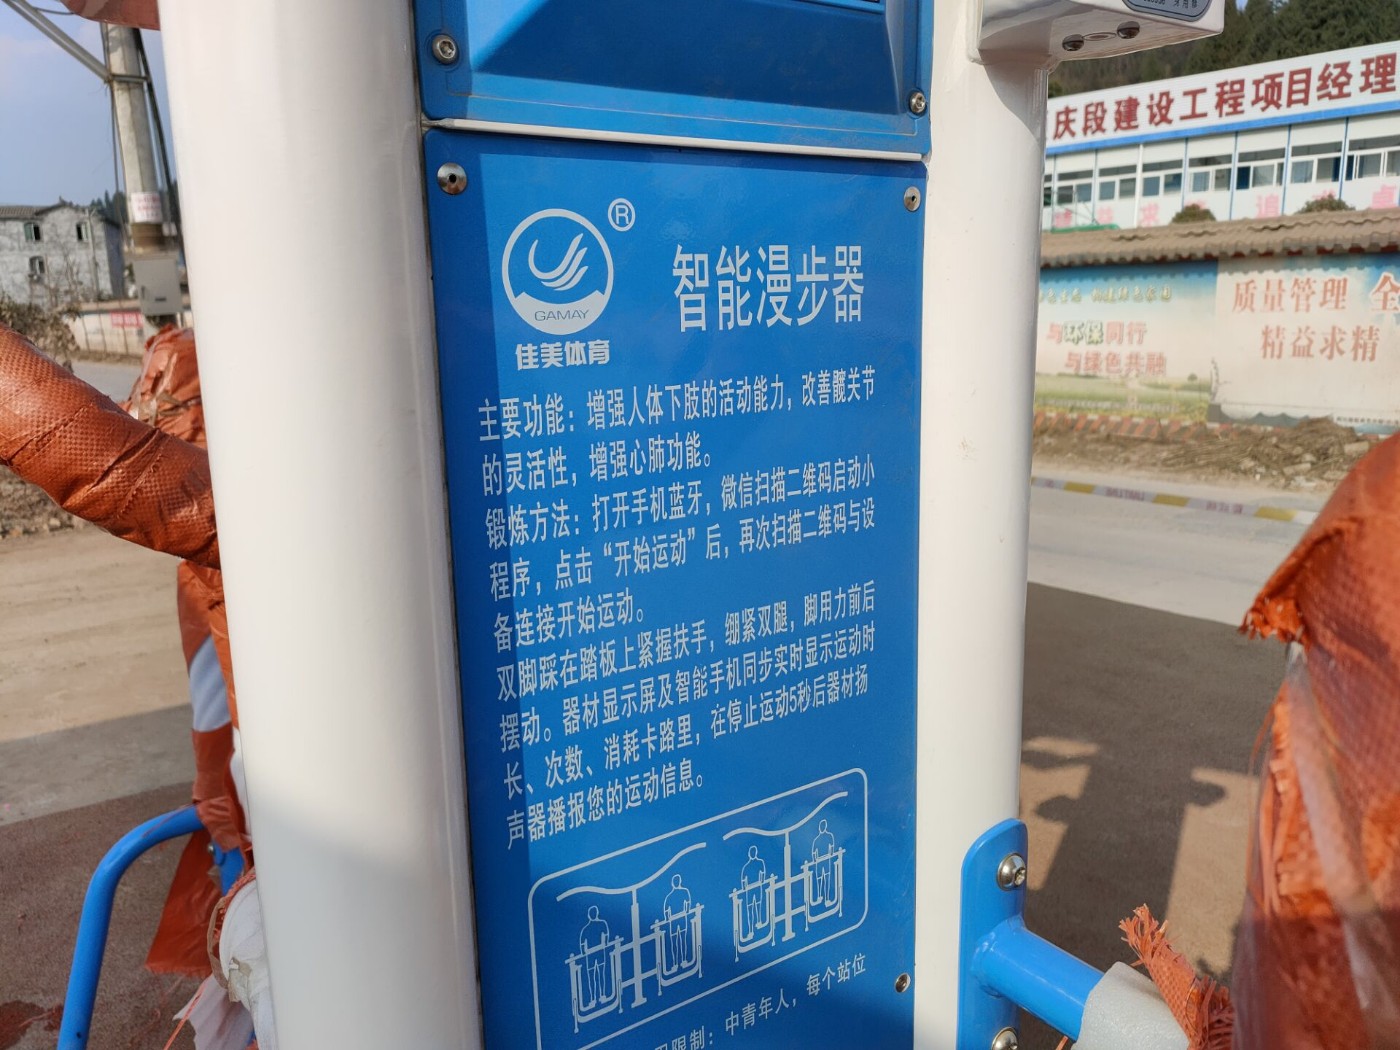 庆段建设工程项目经理
®
GAMAY
佳美体育
智能漫步器
主要功能：增强人体下肢的活动能力，改善髋关节
的灵活性，增强心肺功能。
锻炼方法：打开手机蓝牙，微信扫描二维码启动小
程序，点击“开始运动”后，再次扫描二维码与设
备连接开始运动。
双脚踩在踏板上紧握扶手，绷紧双腿，脚用力前后
摆动。器材显示屏及智能手机同步实时显示运动时
长、次数、消耗卡路里，在停止运动5秒后器材扬
声器播报您的运动信息。
限制：中青年人，每个站位
与环保同行
与绿色共融
质量管理 全
精益求精